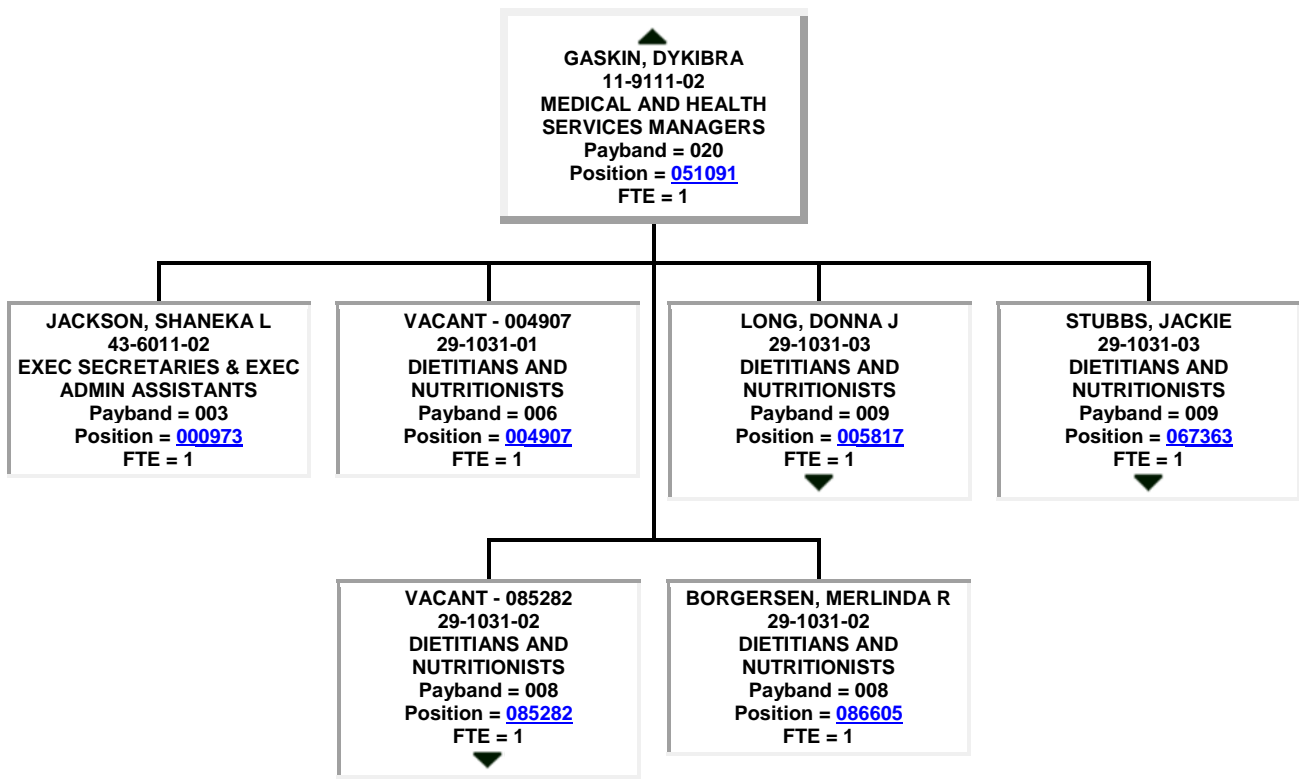 GASKIN, DYKIBRA
11-9111-02
MEDICAL AND HEALTH
SERVICES MANAGERS
Payband = 020
Position = 051091
FTE = 1
JACKSON, SHANEKA L
43-6011-02
EXEC SECRETARIES & EXEC
ADMIN ASSISTANTS
Payband = 003
Position = 000973
FTE = 1
VACANT - 004907
29-1031-01
DIETITIANS AND
NUTRITIONISTS
Payband = 006
Position = 004907
FTE = 1
LONG, DONNA J
29-1031-03
DIETITIANS AND
NUTRITIONISTS
Payband = 009
Position = 005817
FTE = 1
STUBBS, JACKIE
29-1031-03
DIETITIANS AND
NUTRITIONISTS
Payband = 009
Position = 067363
FTE = 1
VACANT - 085282
29-1031-02
DIETITIANS AND
NUTRITIONISTS
Payband = 008
Position = 085282
FTE = 1
BORGERSEN, MERLINDA R
29-1031-02
DIETITIANS AND
NUTRITIONISTS
Payband = 008
Position = 086605
FTE = 1